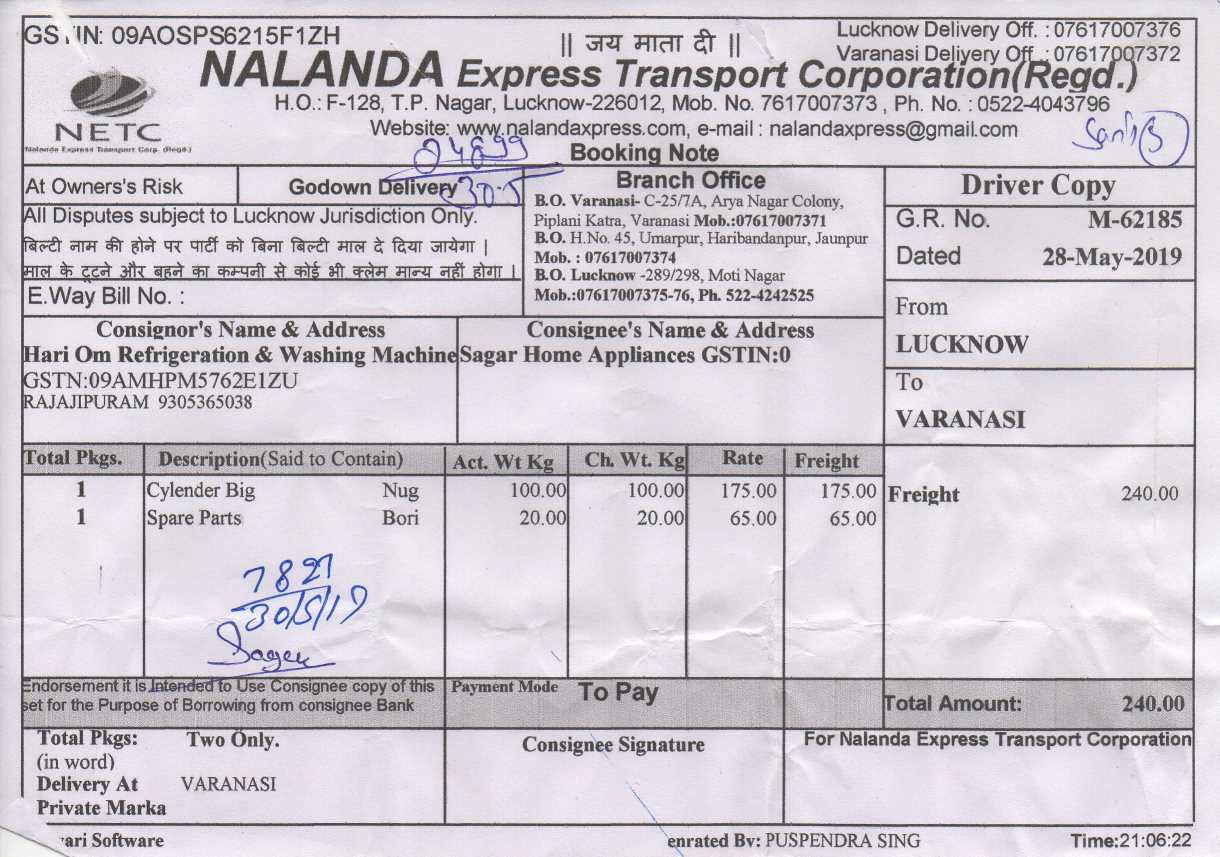 GSTIN: 09AOSPS6215F1ZH
|| जय माता दी ||
Lucknow Delivery Off. : 07617007376
Varanasi Delivery Off. : 07617007372
NALANDA Express Transport Corporation(Regd.)
H.O.: F-128, T.P. Nagar, Lucknow-226012, Mob. No. 7617007373 , Ph. No. : 0522-4043796
NETC
Nalanda Express Transport Corp. (Regd.)
Website: www.nalandaxpress.com, e-mail : nalandaxpress@gmail.com
Booking Note
At Owners's Risk
Godown Delivery
30.5
All Disputes subject to Lucknow Jurisdiction Only.
बिल्टी नाम की होने पर पार्टी को बिना बिल्टी माल दे दिया जायेगा |
माल के टूटने और बहने का कम्पनी से कोई भी क्लेम मान्य नहीं होगा |
E.Way Bill No. :
Branch Office
B.O. Varanasi- C-25/7A, Arya Nagar Colony,
Piplani Katra, Varanasi Mob.:07617007371
B.O. H.No. 45, Umarpur, Haribandanpur, Jaunpur
Mob. : 07617007374
B.O. Lucknow -289/298, Moti Nagar
Mob.:07617007375-76, Ph. 522-4242525
Driver Copy
G.R. No. M-62185
Dated 28-May-2019
From
LUCKNOW
To
VARANASI
Consignor's Name & Address
Hari Om Refrigeration & Washing Machine
GSTN:09AMHPM5762E1ZU
RAJAJIPURAM 9305365038
Consignee's Name & Address
Sagar Home Appliances GSTIN:0
Total Pkgs. Description(Said to Contain) Act. Wt Kg Ch. Wt. Kg Rate Freight
1 Cylender Big Nug 100.00 100.00 175.00 175.00
1 Spare Parts Bori 20.00 20.00 65.00 65.00
Freight 240.00
7827
30/5/19
Sagar
Endorsement it is Intended to Use Consignee copy of this
set for the Purpose of Borrowing from consignee Bank
Payment Mode To Pay
Total Amount: 240.00
Total Pkgs: Two Only.
(in word)
Delivery At VARANASI
Private Marka
Consignee Signature
For Nalanda Express Transport Corporation
wari Software
enrated By: PUSPENDRA SING
Time:21:06:22